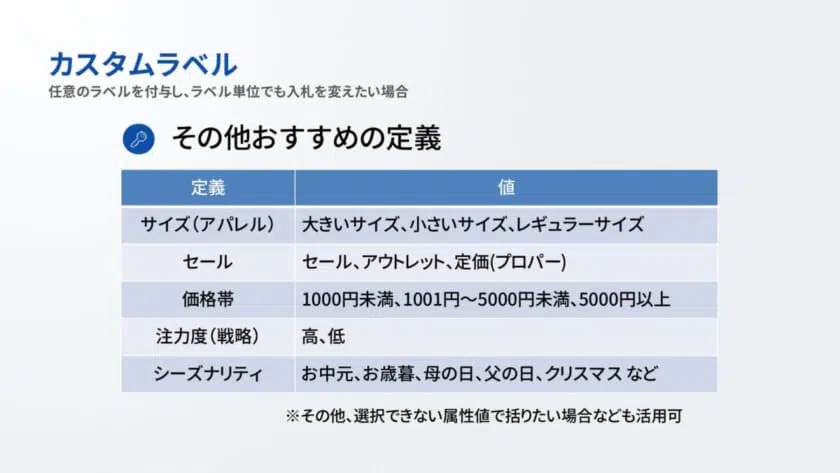 カスタムラベル
任意のラベルを付与し、ラベル単位でも入札を変えたい場合
その他おすすめの定義
定義 値
サイズ（アパレル） 大きいサイズ、小さいサイズ、レギュラーサイズ
セール セール、アウトレット、定価(プロパー)
価格帯 1000円未満、1001円～5000円未満、5000円以上
注力度（戦略） 高、低
シーズナリティ お中元、お歳暮、母の日、父の日、クリスマス など
※その他、選択できない属性値で括りたい場合なども活用可